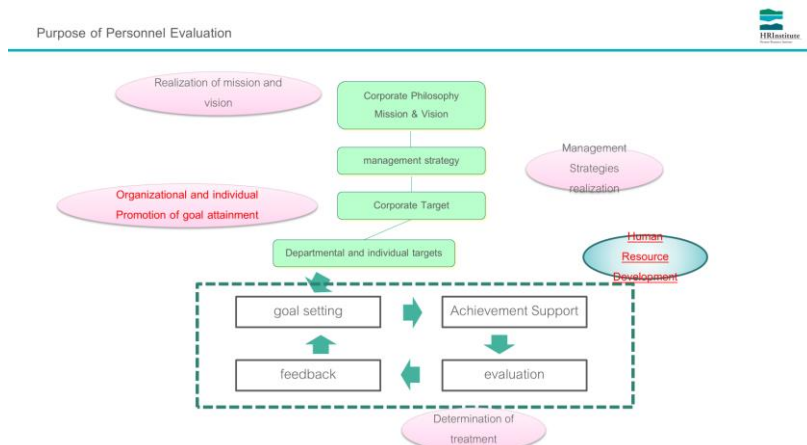 Purpose of Personnel Evaluation
HRInstitute
Realization of mission and
vision
Corporate Philosophy
Mission & Vision
management strategy
Management
Strategies
realization
Organizational and individual
Promotion of goal attainment
Corporate Target
Departmental and individual targets
Human
Resource
Development
goal setting
Achievement Support
feedback
evaluation
Determination of
treatment